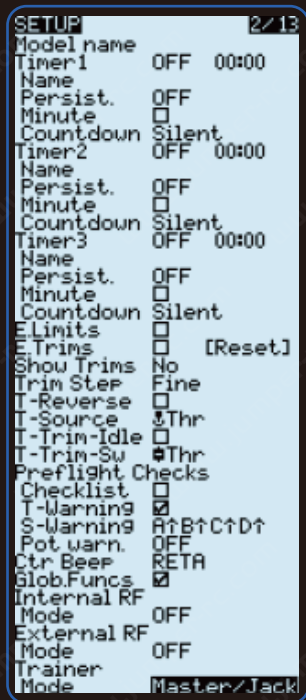 SETUP 2/13
Model name
Timer1 OFF 00:00
Name
Persist. OFF
Minute
Countdown Silent
Timer2 OFF 00:00
Name
Persist. OFF
Minute
Countdown Silent
Timer3 OFF 00:00
Name
Persist. OFF
Minute
Countdown Silent
E.Limits
E.Trims [Reset]
Show Trims No
Trim Step Fine
T-Reverse
T-Source Thr
T-Trim-Idle
T-Trim-Sw Thr
Preflight Checks
Checklist
T-Warning
S-Warning A↑B↑C↑D↑
Pot warn. OFF
Ctr Beep RETA
Glob.Funcs
Internal RF
Mode OFF
External RF
Mode OFF
Trainer
Mode Master/Jack